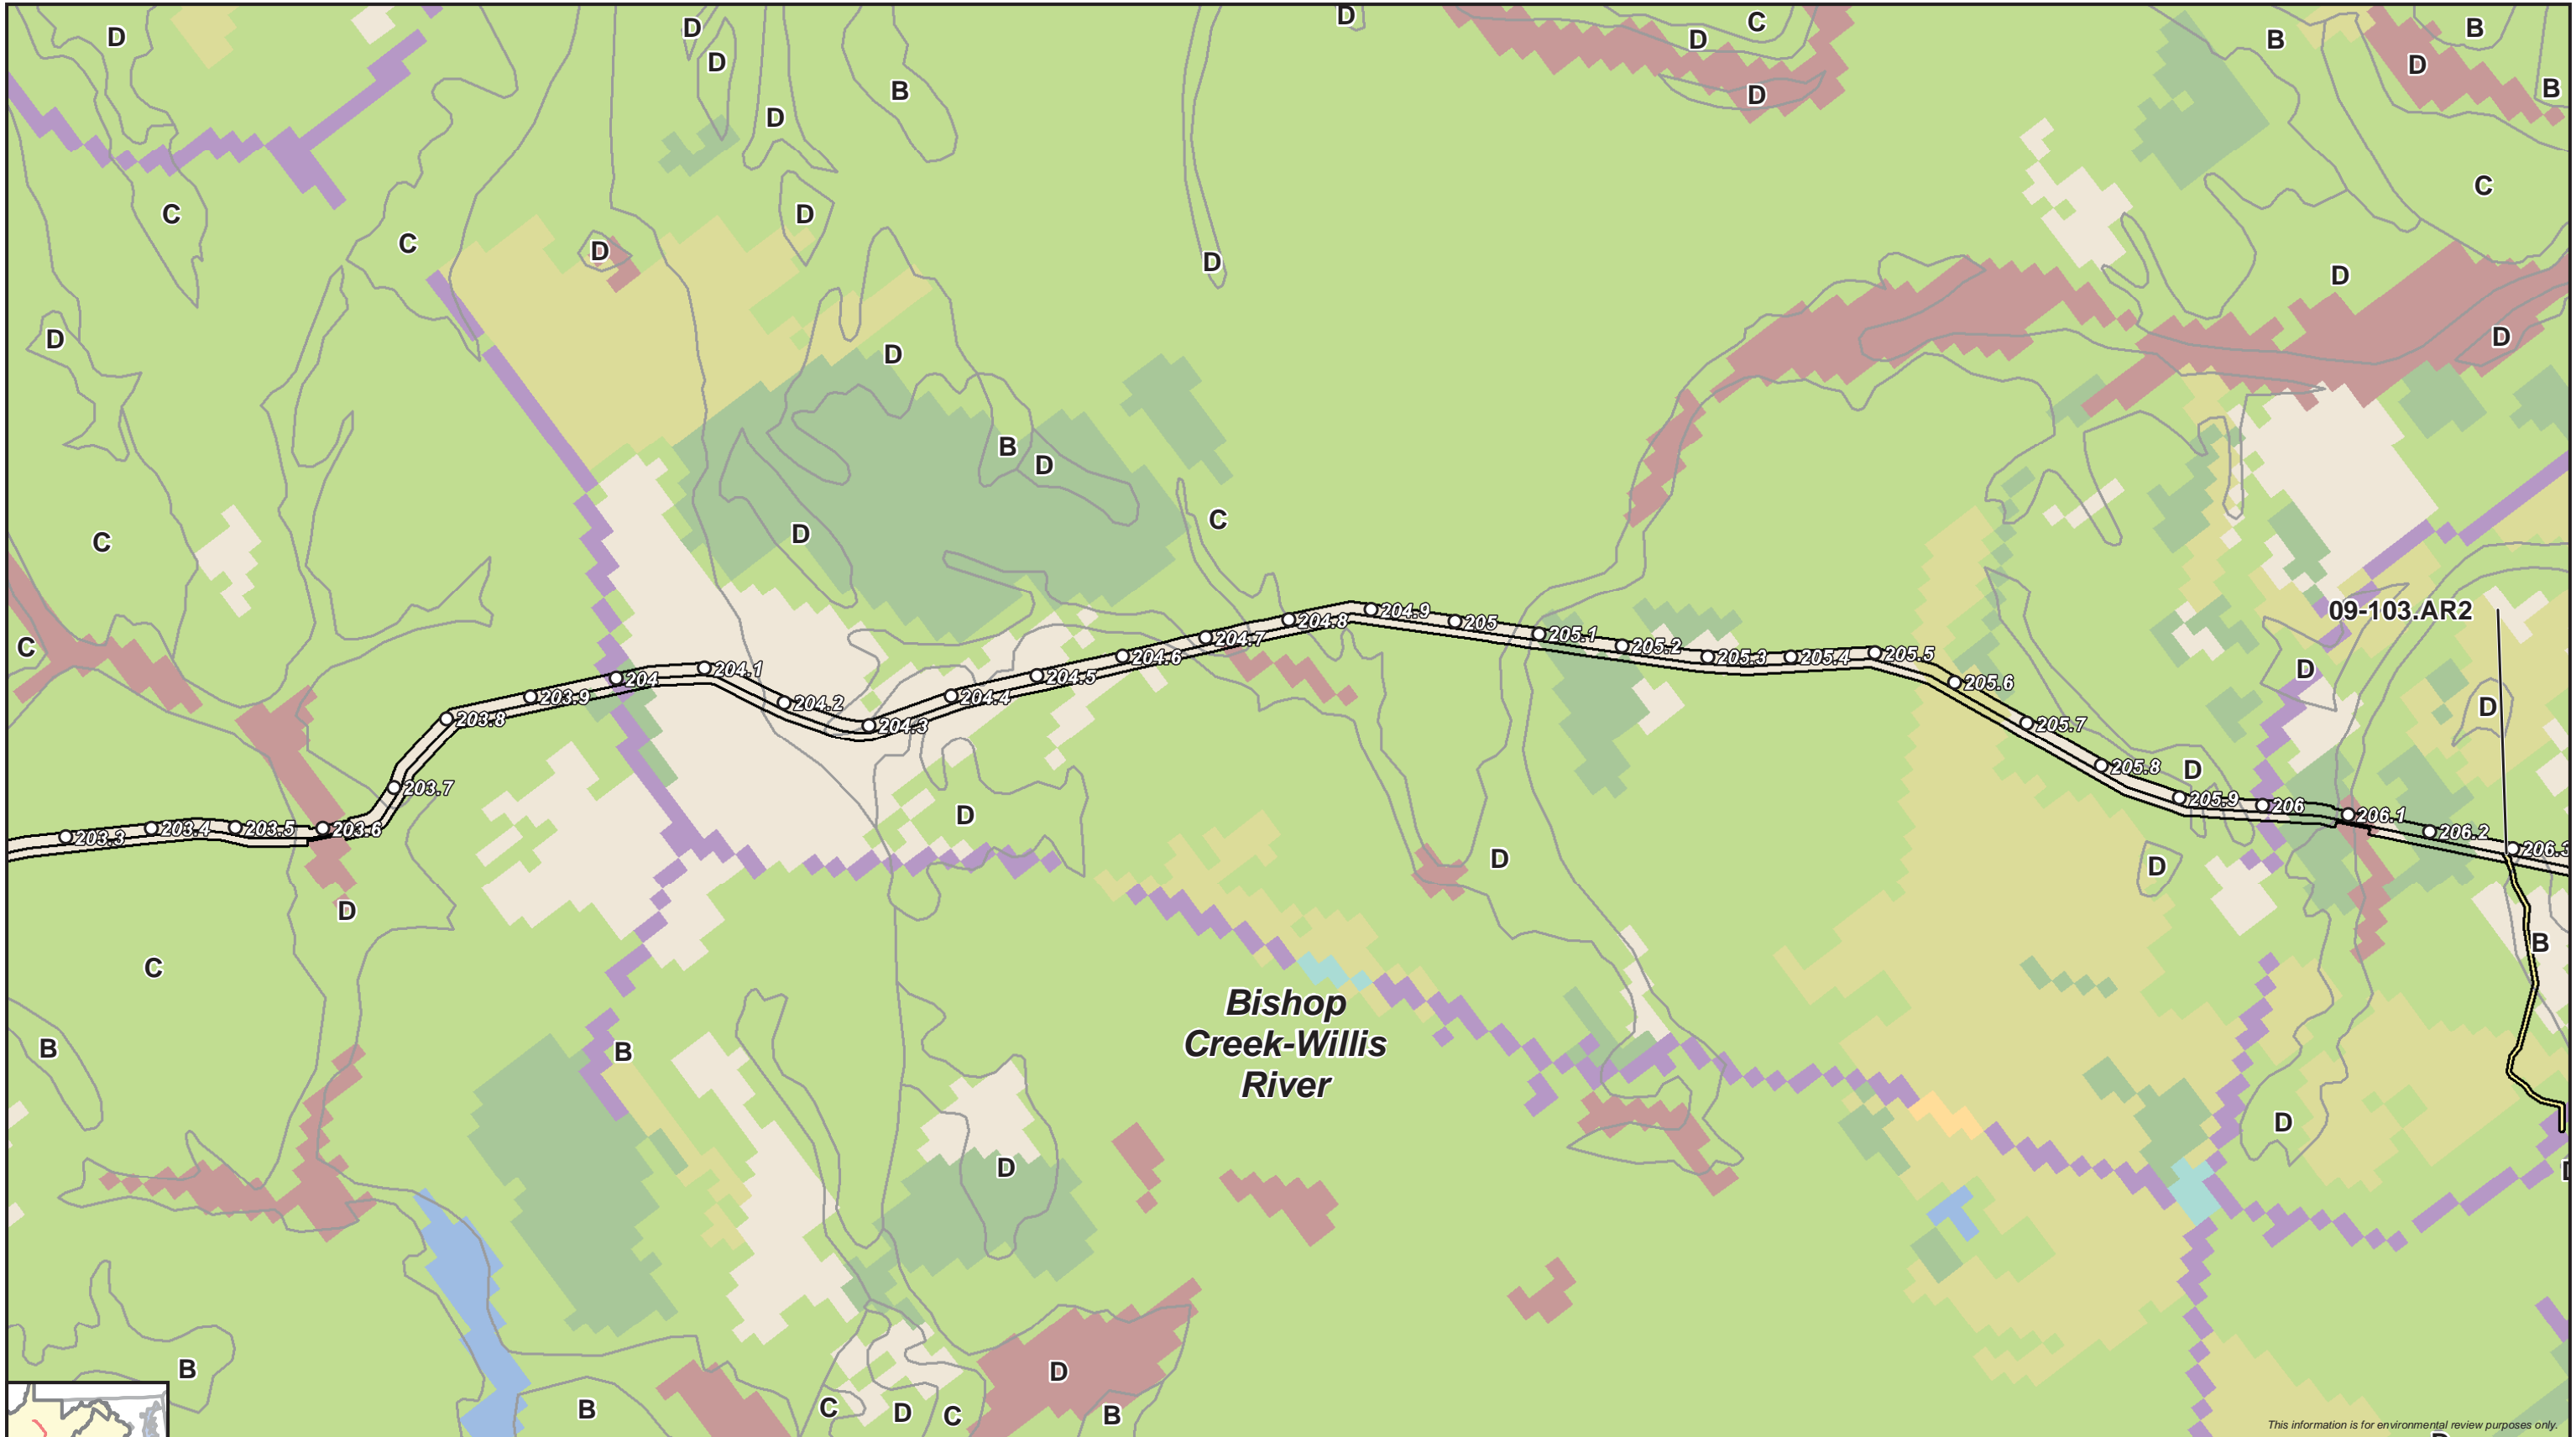 D
D
D
C
D
B
B
D
B
D
B
D
D
C
D
C
C
D
D
D
D
D
D
D
B
D
C
D
C
09-103.AR2
C
203.3
203.4
203.5
203.6
203.7
203.8
203.9
204
204.1
204.2
204.3
204.4
204.5
204.6
204.7
204.8
204.9
205
205.1
205.2
205.3
205.4
205.5
205.6
205.7
205.8
205.9
206
206.1
206.2
206.3
D
D
D
D
D
D
D
D
C
B
B
B
Bishop
Creek-Willis
River
D
D
B
B
D
C
D
C
B
This information is for environmental review purposes only.